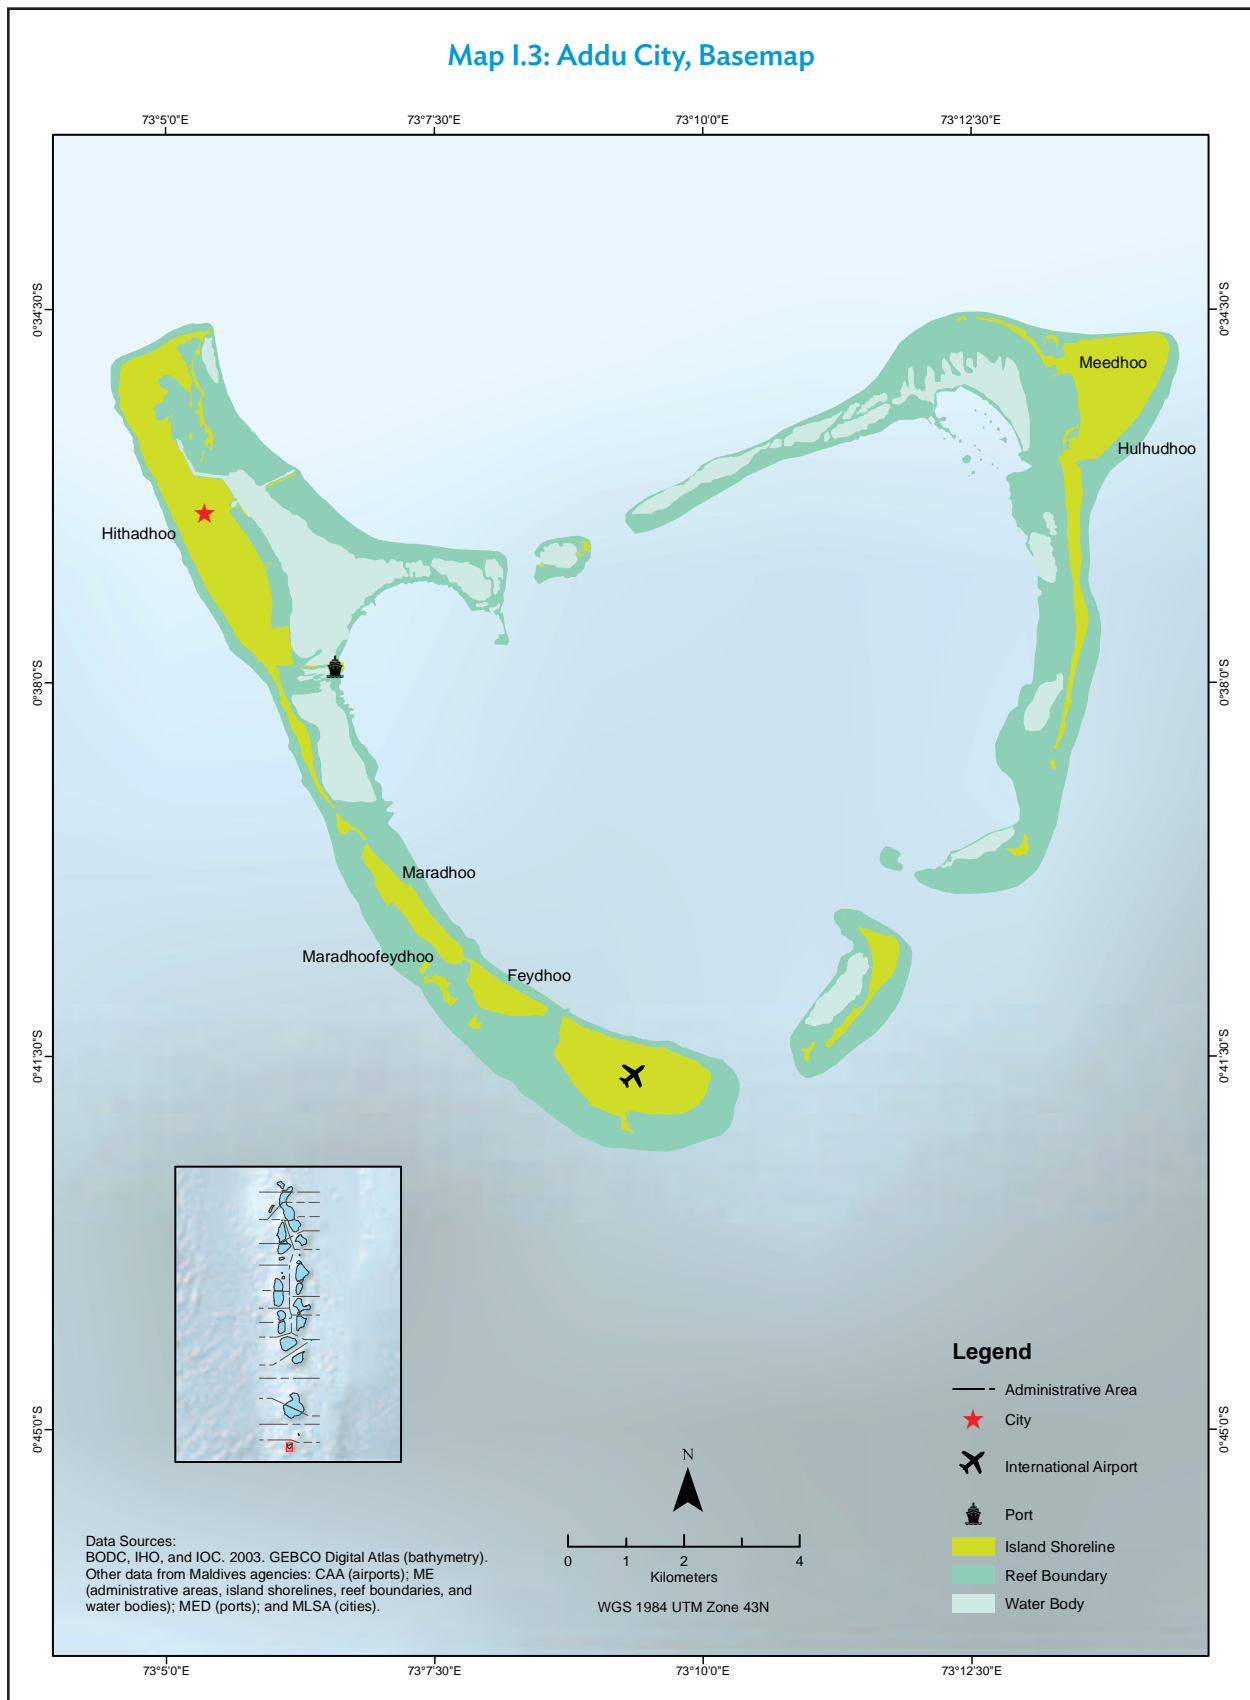 Map I.3: Addu City, Basemap
73°5'0"E
73°7'30"E
73°10'0"E
73°12'30"E
0°34'30"S
0°34'30"S
Meedhoo
Hulhudhoo
Hithadhoo
0°38'0"S
0°38'0"S
Maradhoo
Maradhoofeydhoo
Feydhoo
0°41'30"S
0°41'30"S
Legend
Administrative Area
City
International Airport
Port
Island Shoreline
Reef Boundary
Water Body
0°45'0"S
0°45'0"S
N
0 1 2 4
Kilometers
WGS 1984 UTM Zone 43N
Data Sources:
BODC, IHO, and IOC. 2003. GEBCO Digital Atlas (bathymetry).
Other data from Maldives agencies: CAA (airports); ME
(administrative areas, island shorelines, reef boundaries, and
water bodies); MED (ports); and MLSA (cities).
73°5'0"E
73°7'30"E
73°10'0"E
73°12'30"E